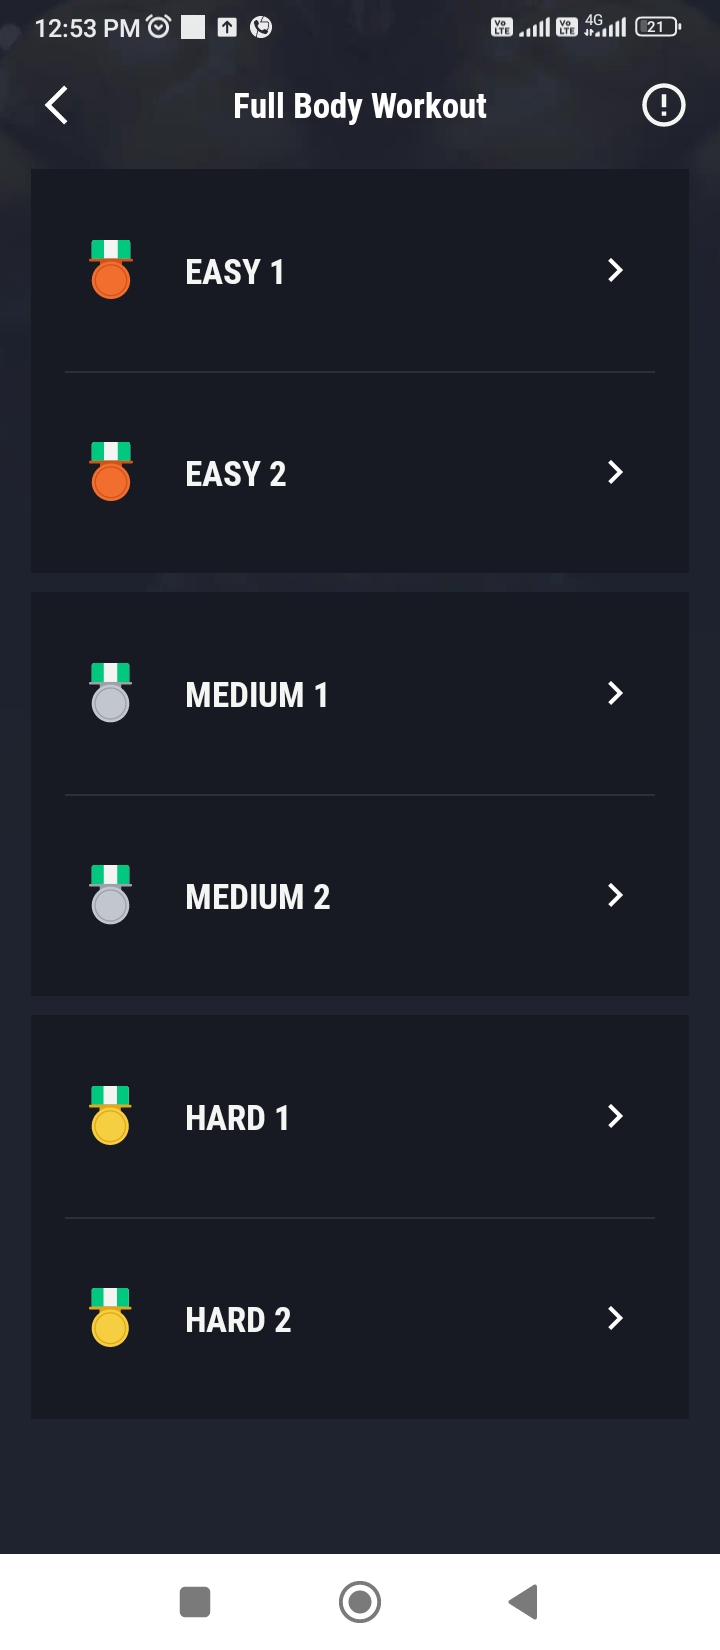 12:53 PM
Vo LTE Vo LTE 4G 21
Full Body Workout
EASY 1
EASY 2
MEDIUM 1
MEDIUM 2
HARD 1
HARD 2